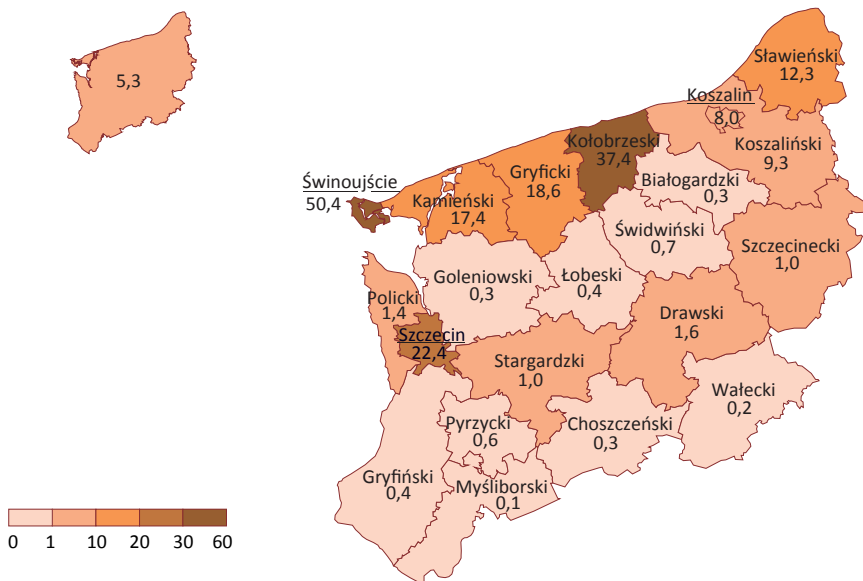 5,3
Sławieński
12,3
Koszalin
8,0
Kołobrzeski
37,4
Koszaliński
9,3
Gryficki
18,6
Białogardzki
0,3
Świnoujście
50,4
Kamieński
17,4
Świdwiński
0,7
Szczecinecki
1,0
Goleniowski
0,3
Łobeski
0,4
Policki
1,4
Drawski
1,6
Szczecin
22,4
Stargardzki
1,0
Wałecki
0,2
Pyrzycki
0,6
Choszczeński
0,3
Gryfiński
0,4
Myśliborski
0,1
0 1 10 20 30 60